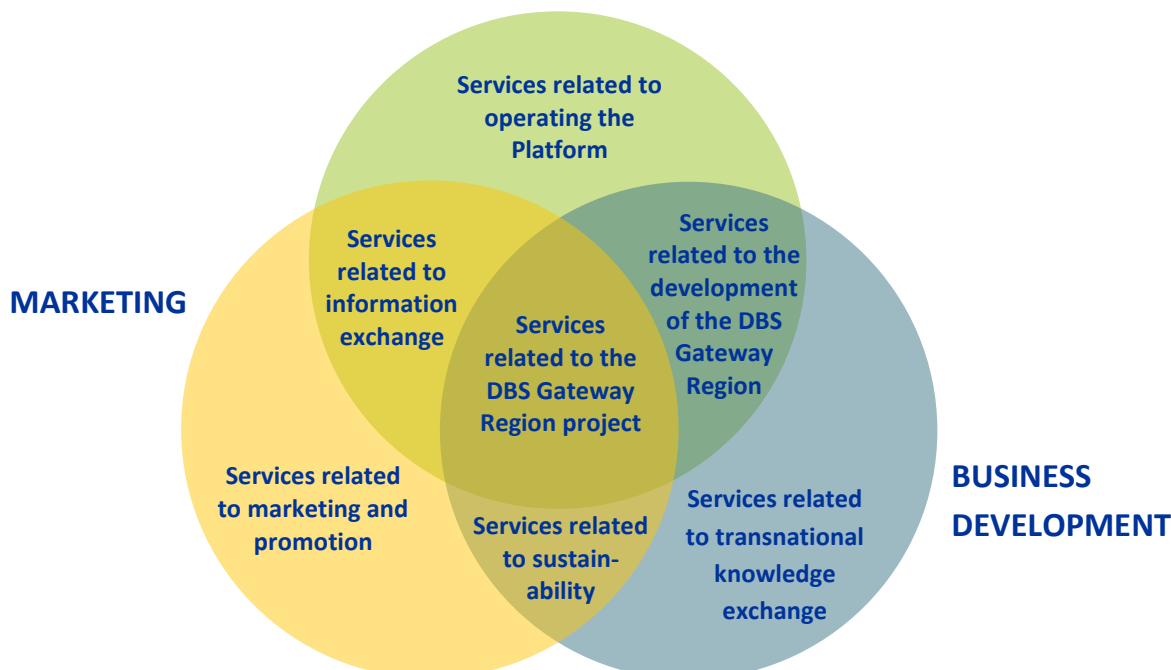 Services related to
operating the
Platform
Services
related to
information
exchange
Services
related to the
development
of the DBS
Gateway
Region
MARKETING
Services
related to the
DBS Gateway
Region project
Services related
to marketing and
promotion
Services related
to sustain-
ability
Services related
to transnational
knowledge
exchange
BUSINESS
DEVELOPMENT